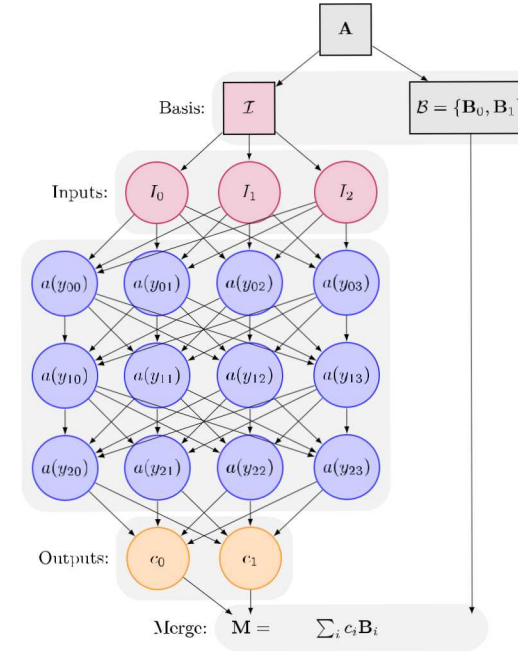 A
Basis: ℐ ℬ = {B₀, B₁
Inputs: I₀ I₁ I₂
a(y₀₀) a(y₀₁) a(y₀₂) a(y₀₃)
a(y₁₀) a(y₁₁) a(y₁₂) a(y₁₃)
a(y₂₀) a(y₂₁) a(y₂₂) a(y₂₃)
Outputs: c₀ c₁
Merge: M = ∑ᵢ cᵢBᵢ